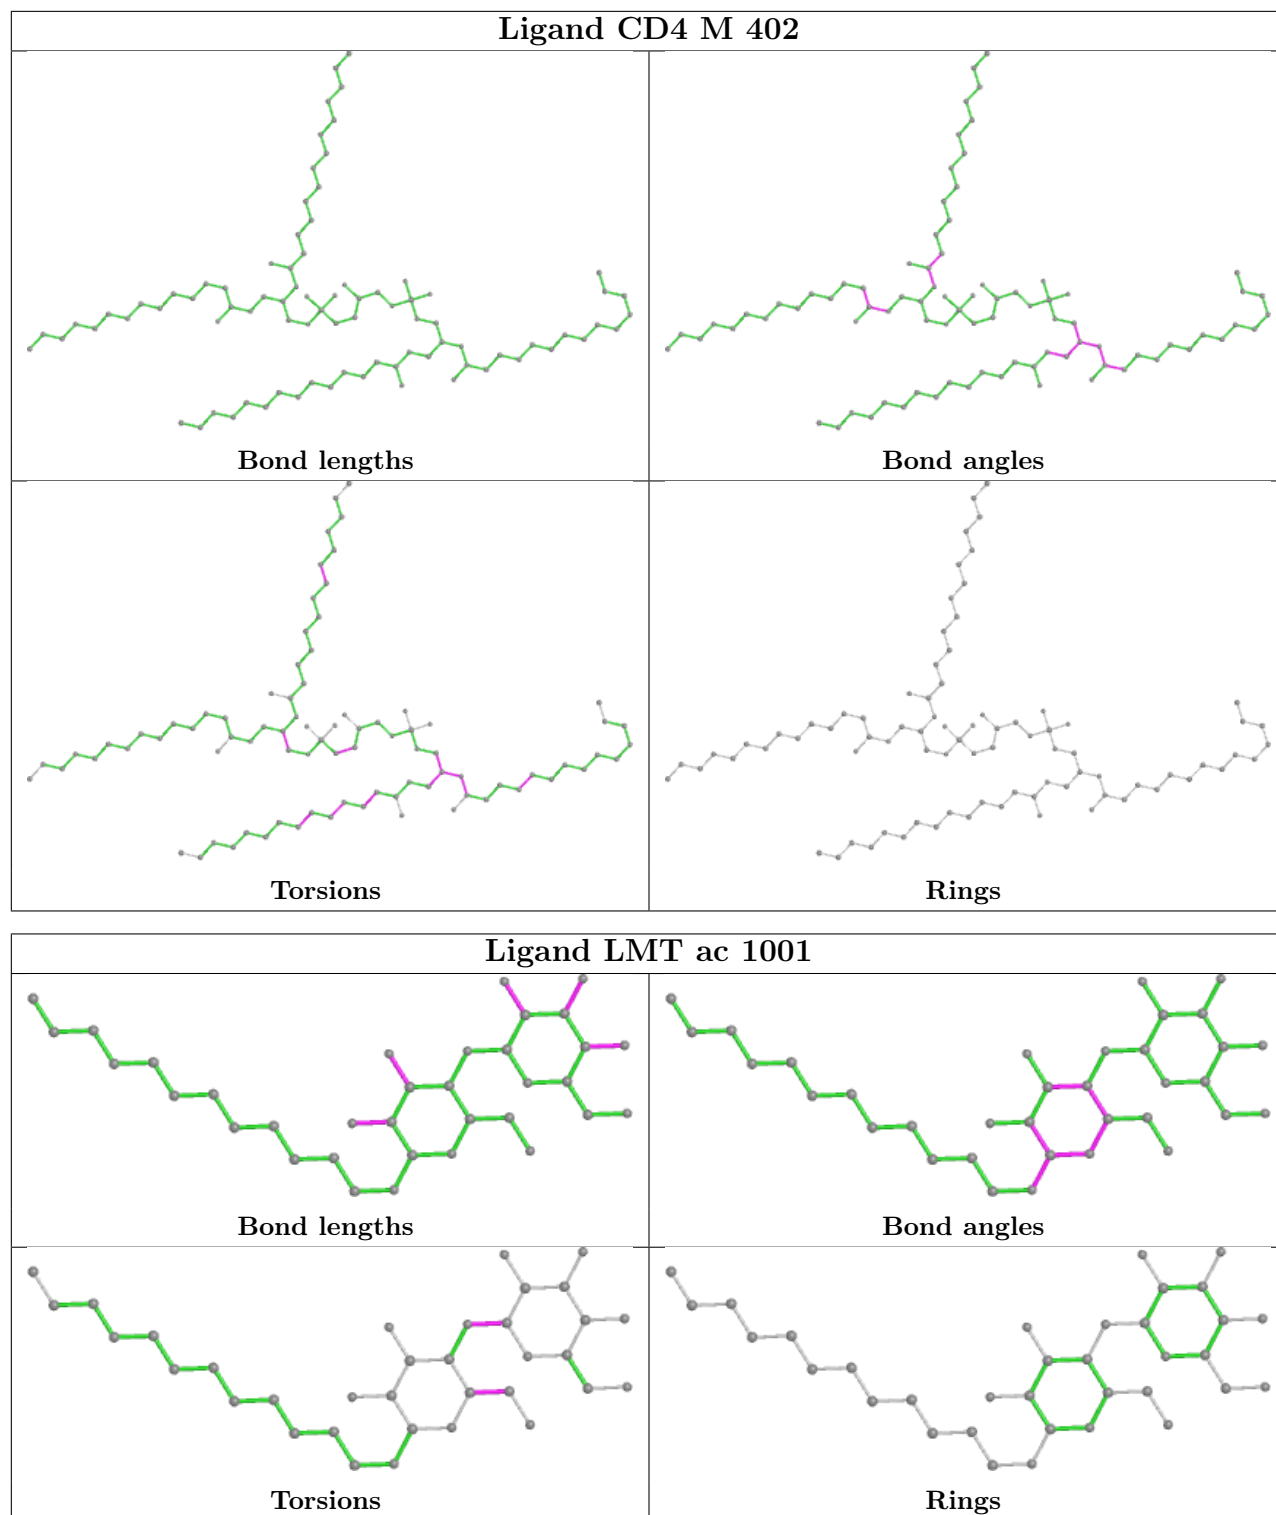 Ligand CD4 M 402
Bond lengths
Bond angles
Torsions
Rings
Ligand LMT ac 1001
Bond lengths
Bond angles
Torsions
Rings